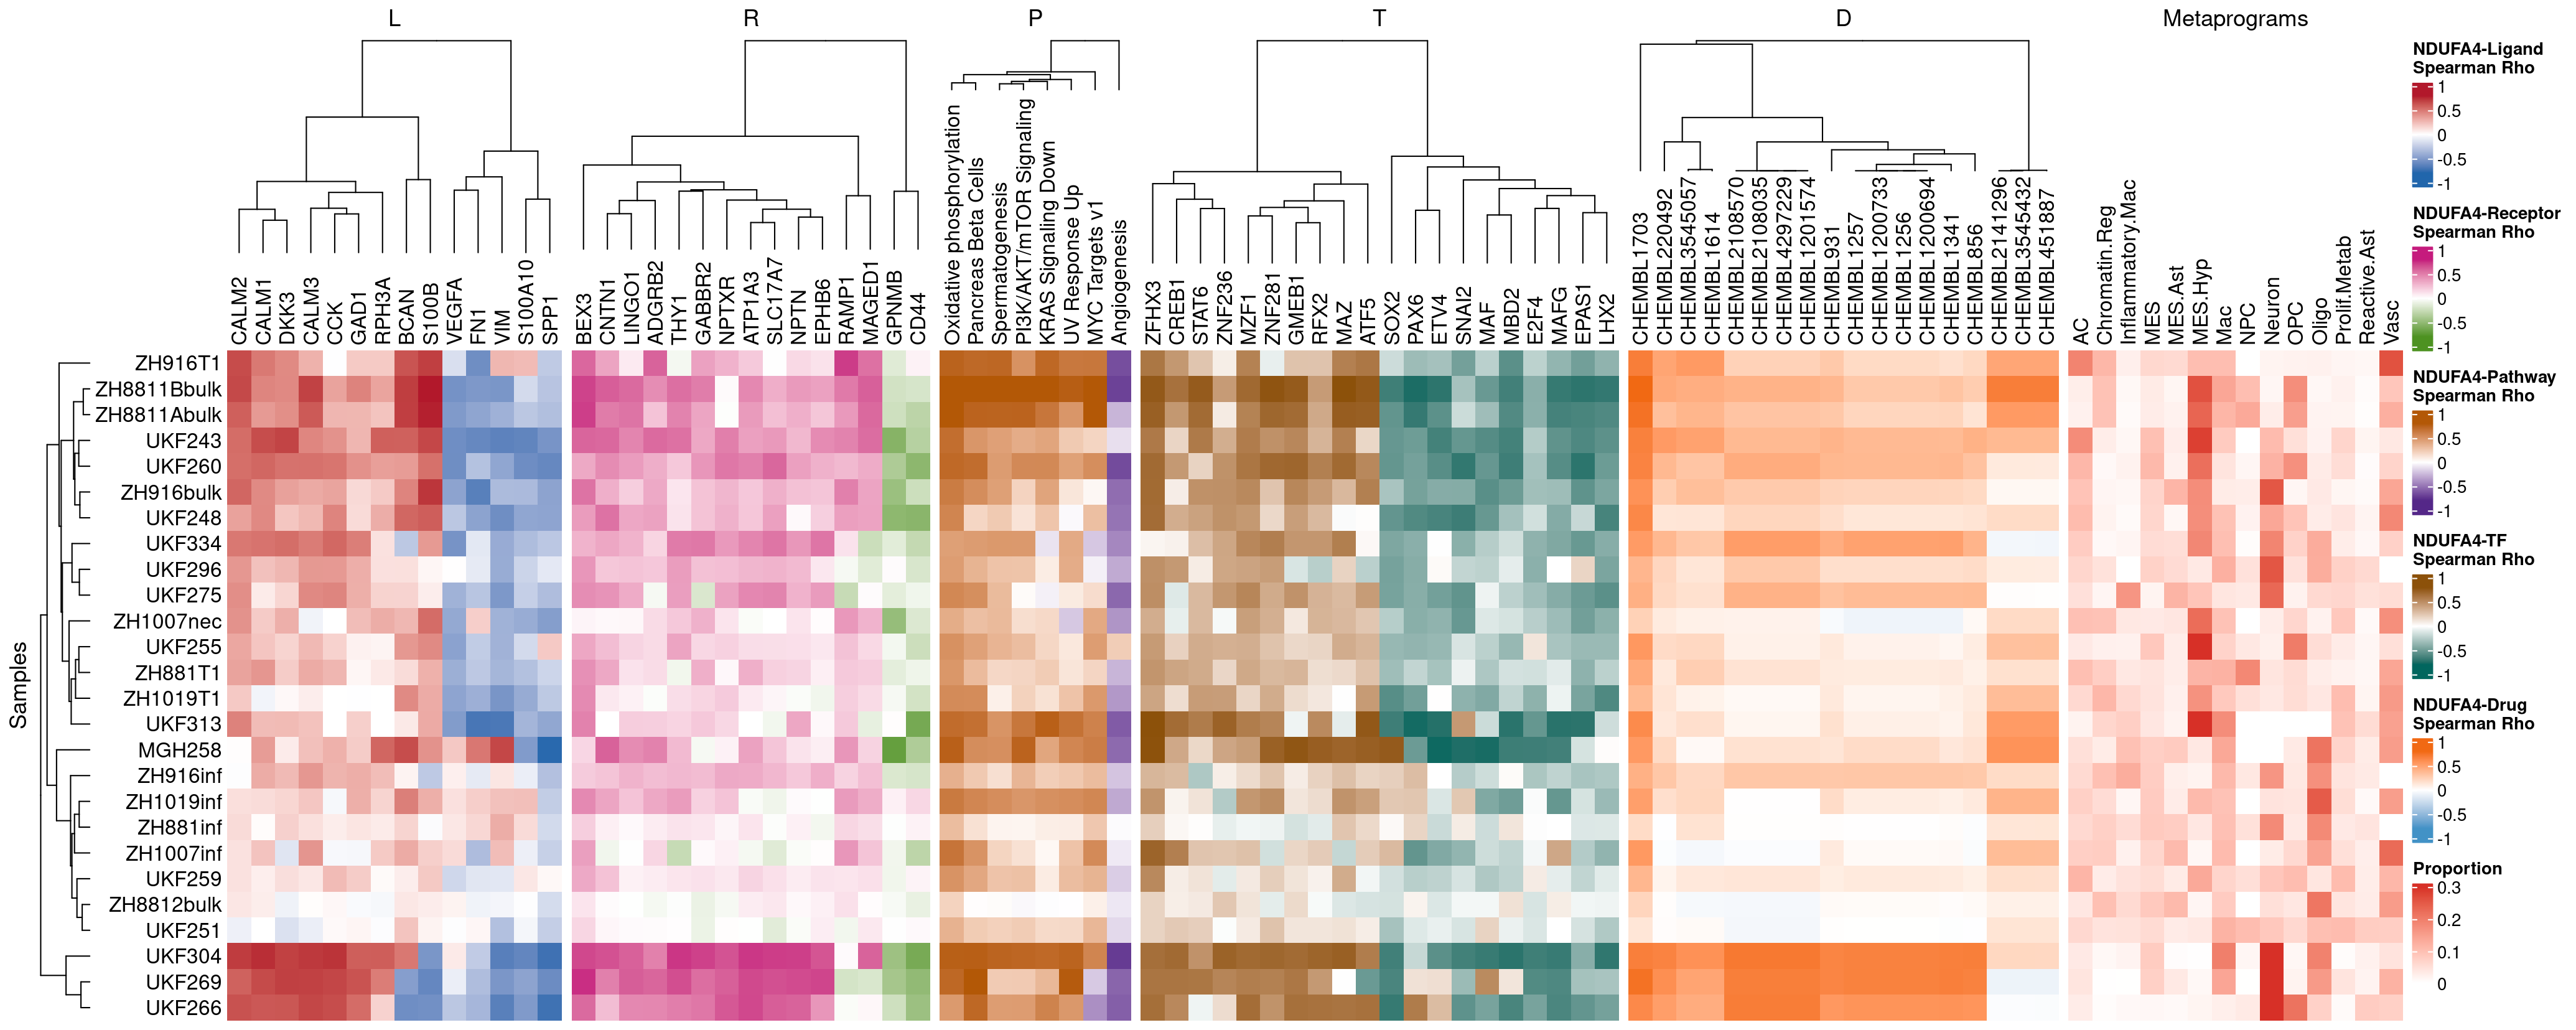 L
R
P
T
D
Metaprograms
CALM2
CALM1
DKK3
CALM3
CCK
GAD1
RPH3A
BCAN
S100B
VEGFA
FN1
VIM
S100A10
SPP1
BEX3
CNTN1
LINGO1
ADGRB2
THY1
GABBR2
NPTXR
ATP1A3
SLC17A7
NPTN
EPHB6
RAMP1
MAGED1
GPNMB
CD44
Oxidative phosphorylation
Pancreas Beta Cells
Spermatogenesis
PI3K/AKT/mTOR Signaling
KRAS Signaling Down
UV Response Up
MYC Targets v1
Angiogenesis
ZFHX3
CREB1
STAT6
ZNF236
MZF1
ZNF281
GMEB1
RFX2
MAZ
ATF5
SOX2
PAX6
ETV4
SNAI2
MAF
MBD2
E2F4
MAFG
EPAS1
LHX2
CHEMBL1703
CHEMBL220492
CHEMBL3545057
CHEMBL1614
CHEMBL2108570
CHEMBL2108035
CHEMBL4297229
CHEMBL1201574
CHEMBL931
CHEMBL1257
CHEMBL1200733
CHEMBL1256
CHEMBL1200694
CHEMBL1341
CHEMBL856
CHEMBL2141296
CHEMBL3545432
CHEMBL451887
AC
Chromatin.Reg
Inflammatory.Mac
MES
MES.Ast
MES.Hyp
Mac
NPC
Neuron
OPC
Oligo
Prolif.Metab
Reactive.Ast
Vasc
Samples
ZH916T1
ZH8811Bbulk
ZH8811Abulk
UKF243
UKF260
ZH916bulk
UKF248
UKF334
UKF296
UKF275
ZH1007nec
UKF255
ZH881T1
ZH1019T1
UKF313
MGH258
ZH916inf
ZH1019inf
ZH881inf
ZH1007inf
UKF259
ZH8812bulk
UKF251
UKF304
UKF269
UKF266
NDUFA4-Ligand
Spearman Rho
1
0.5
0
-0.5
-1
NDUFA4-Receptor
Spearman Rho
1
0.5
0
-0.5
-1
NDUFA4-Pathway
Spearman Rho
1
0.5
0
-0.5
-1
NDUFA4-TF
Spearman Rho
1
0.5
0
-0.5
-1
NDUFA4-Drug
Spearman Rho
1
0.5
0
-0.5
-1
Proportion
0.3
0.2
0.1
0